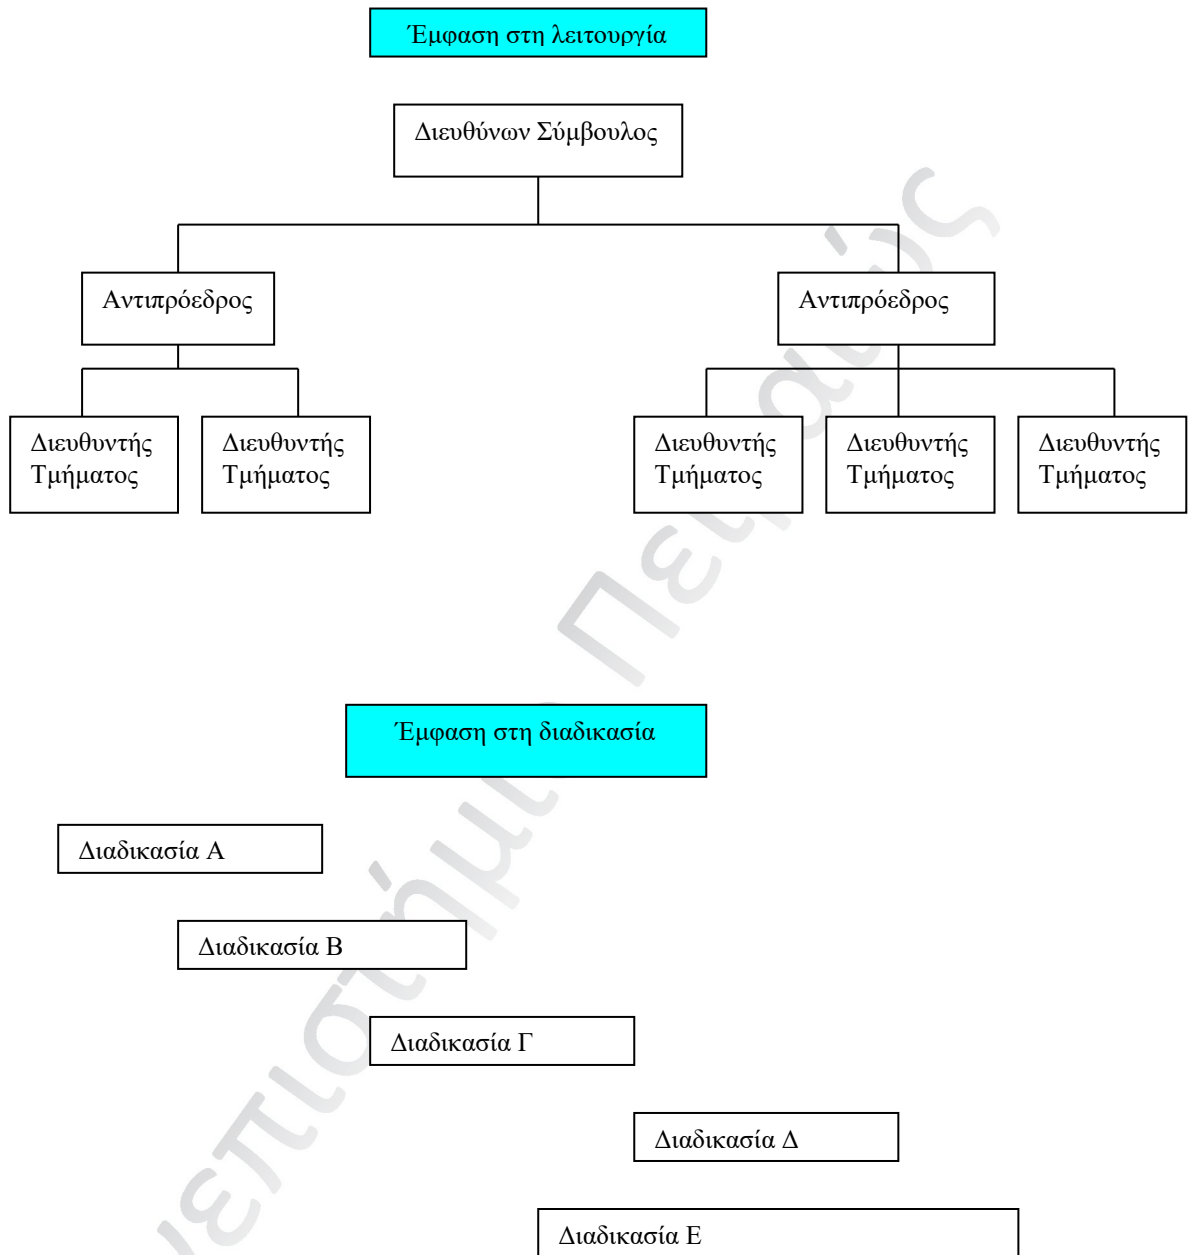 Έμφαση στη λειτουργία
Διευθύνων Σύμβουλος
Αντιπρόεδρος
Αντιπρόεδρος
Διευθυντής
Τμήματος
Διευθυντής
Τμήματος
Διευθυντής
Τμήματος
Διευθυντής
Τμήματος
Διευθυντής
Τμήματος
Έμφαση στη διαδικασία
Διαδικασία Α
Διαδικασία Β
Διαδικασία Γ
Διαδικασία Δ
Διαδικασία Ε